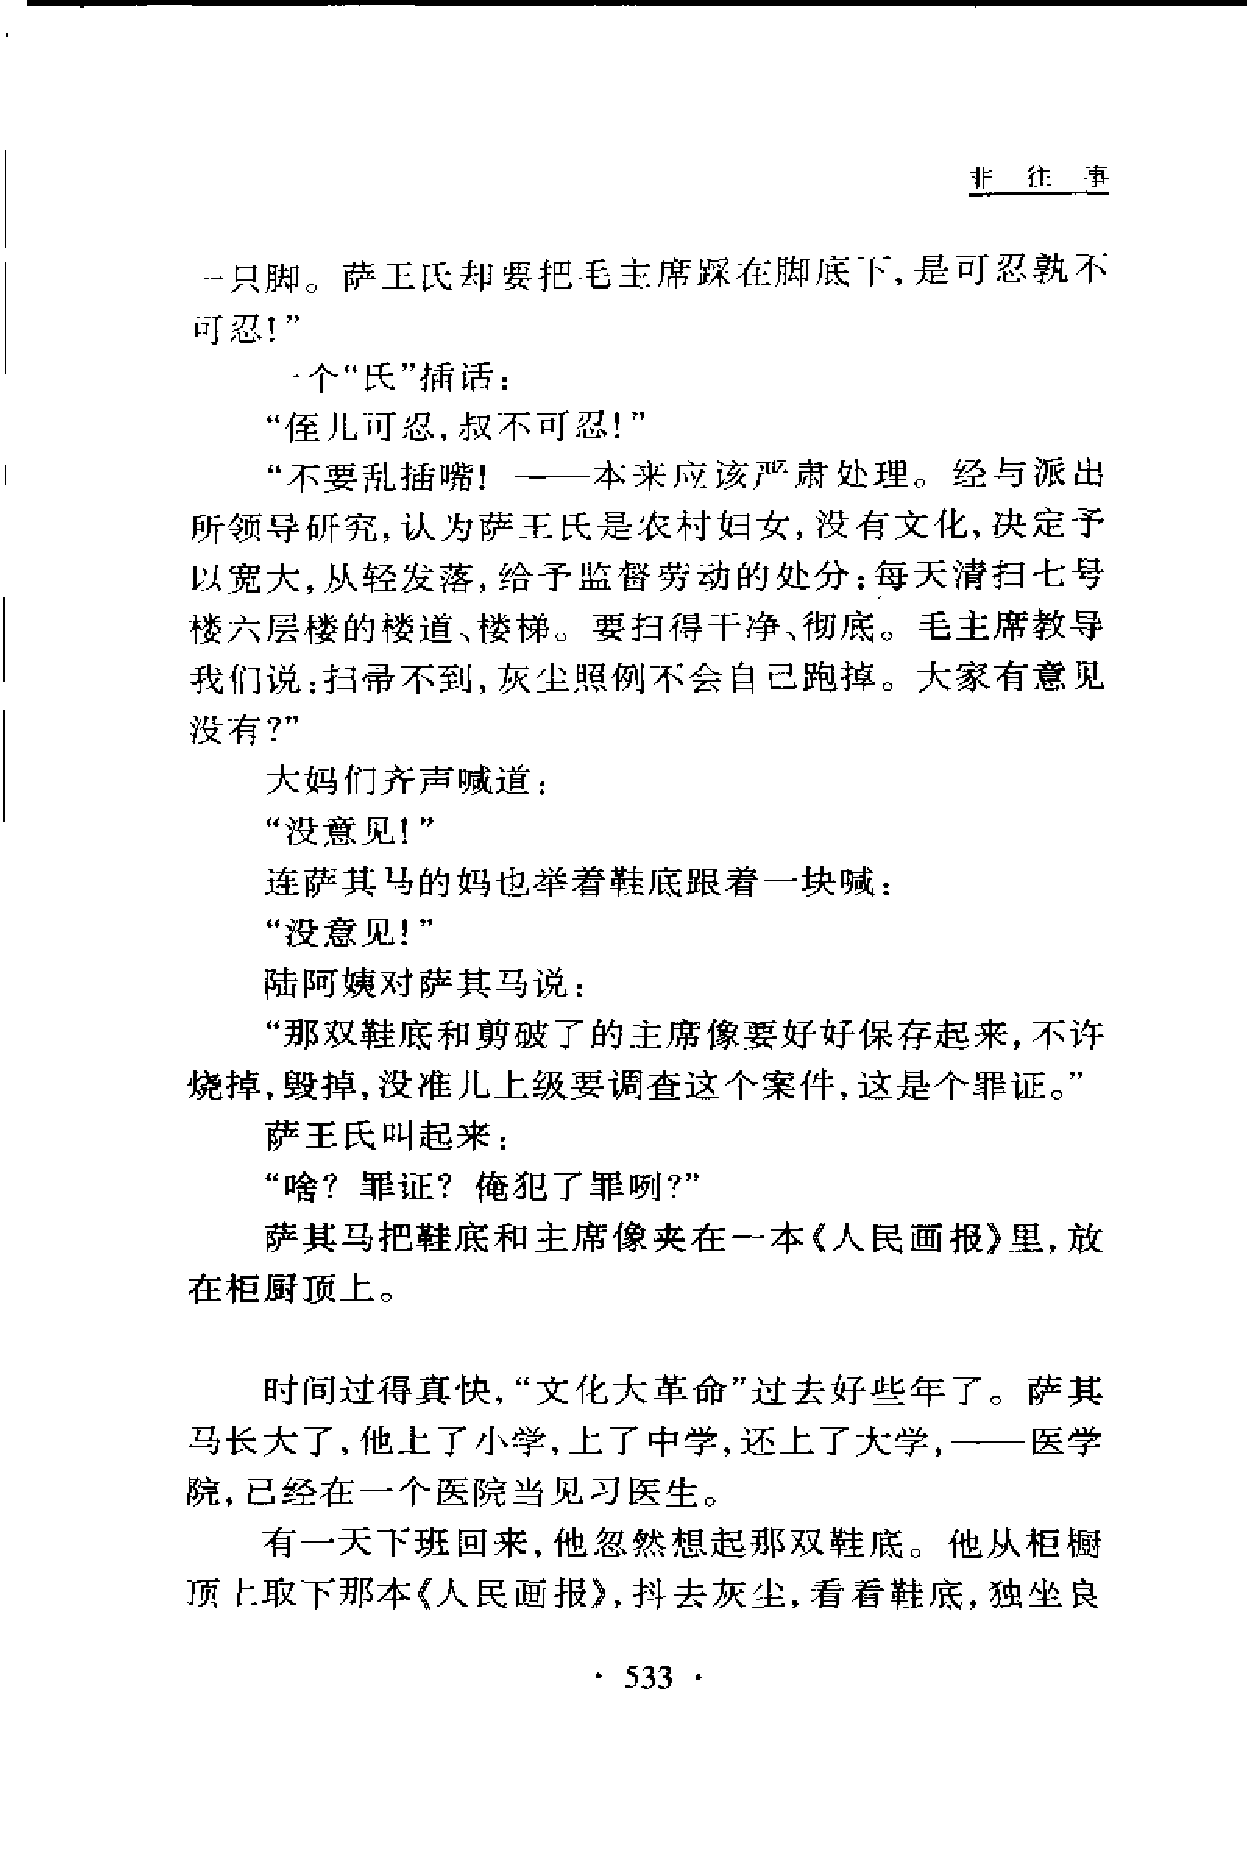 非往事
一只脚。萨王氏却要把毛主席踩在脚底下,是可忍孰不
可忍!”
一个“氏”插话:
“侄儿可忍,叔不可忍!”
“不要乱插嘴! ——本来应该严肃处理。经与派出
所领导研究,认为萨王氏是农村妇女,没有文化,决定予
以宽大,从轻发落,给予监督劳动的处分:每天清扫七号
楼六层楼的楼道、楼梯。要扫得干净、彻底。毛主席教导
我们说:扫帚不到,灰尘照例不会自己跑掉。大家有意见
没有?”
大妈们齐声喊道:
“没意见!”
连萨其马的妈也举着鞋底跟着一块喊:
“没意见!”
陆阿姨对萨其马说:
“那双鞋底和剪破了的主席像要好好保存起来,不许
烧掉,毁掉,没准儿上级要调查这个案件,这是个罪证。”
萨王氏叫起来:
“啥? 罪证? 俺犯了罪咧?”
萨其马把鞋底和主席像夹在一本《人民画报》里,放
在柜厨顶上。
时间过得真快,“文化大革命”过去好些年了。萨其
马长大了,他上了小学,上了中学,还上了大学,——医学
院,已经在一个医院当见习医生。
有一天下班回来,他忽然想起那双鞋底。他从柜橱
顶上取下那本《人民画报》,抖去灰尘,看看鞋底,独坐良
· 533 ·